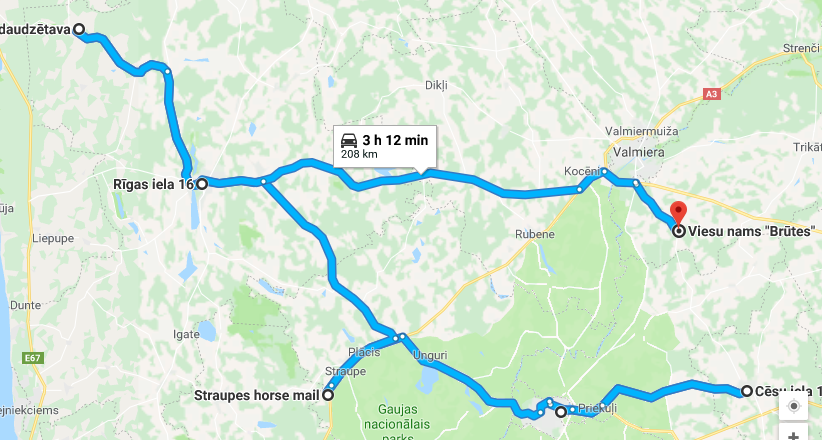 daudzētava
Strenči
Dikļi
A3
3 h 12 min
208 km
Valmiermuiža
Valmiera
Trikāt
Kocēni
Rīgas iela 16
ūja
Liepupe
Rubene
Viesu nams "Brūtes"
Dunte
Igate
E67
Plācis
Unguri
Straupe
Straupes horse mail
Cēsu iela 1
ejniekciems
Gaujas
nacionālais
parks
Priekuļi